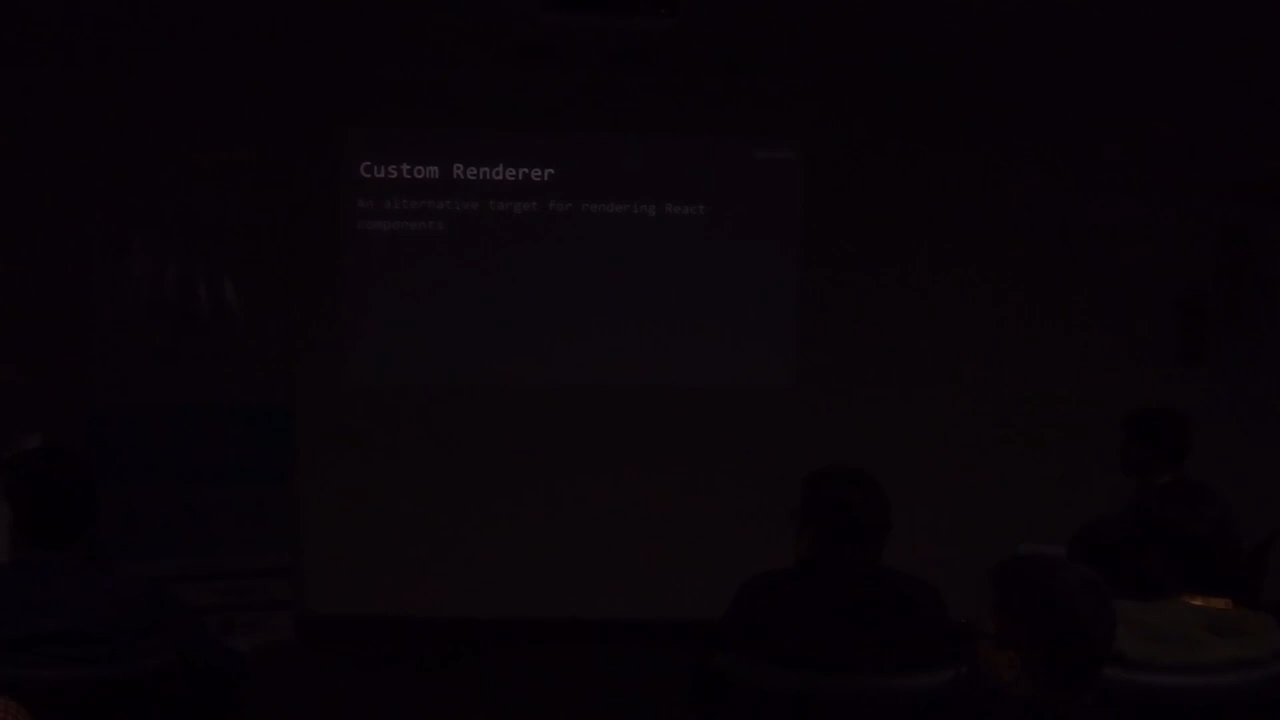 Custom Renderer
An alternative target for rendering React
components